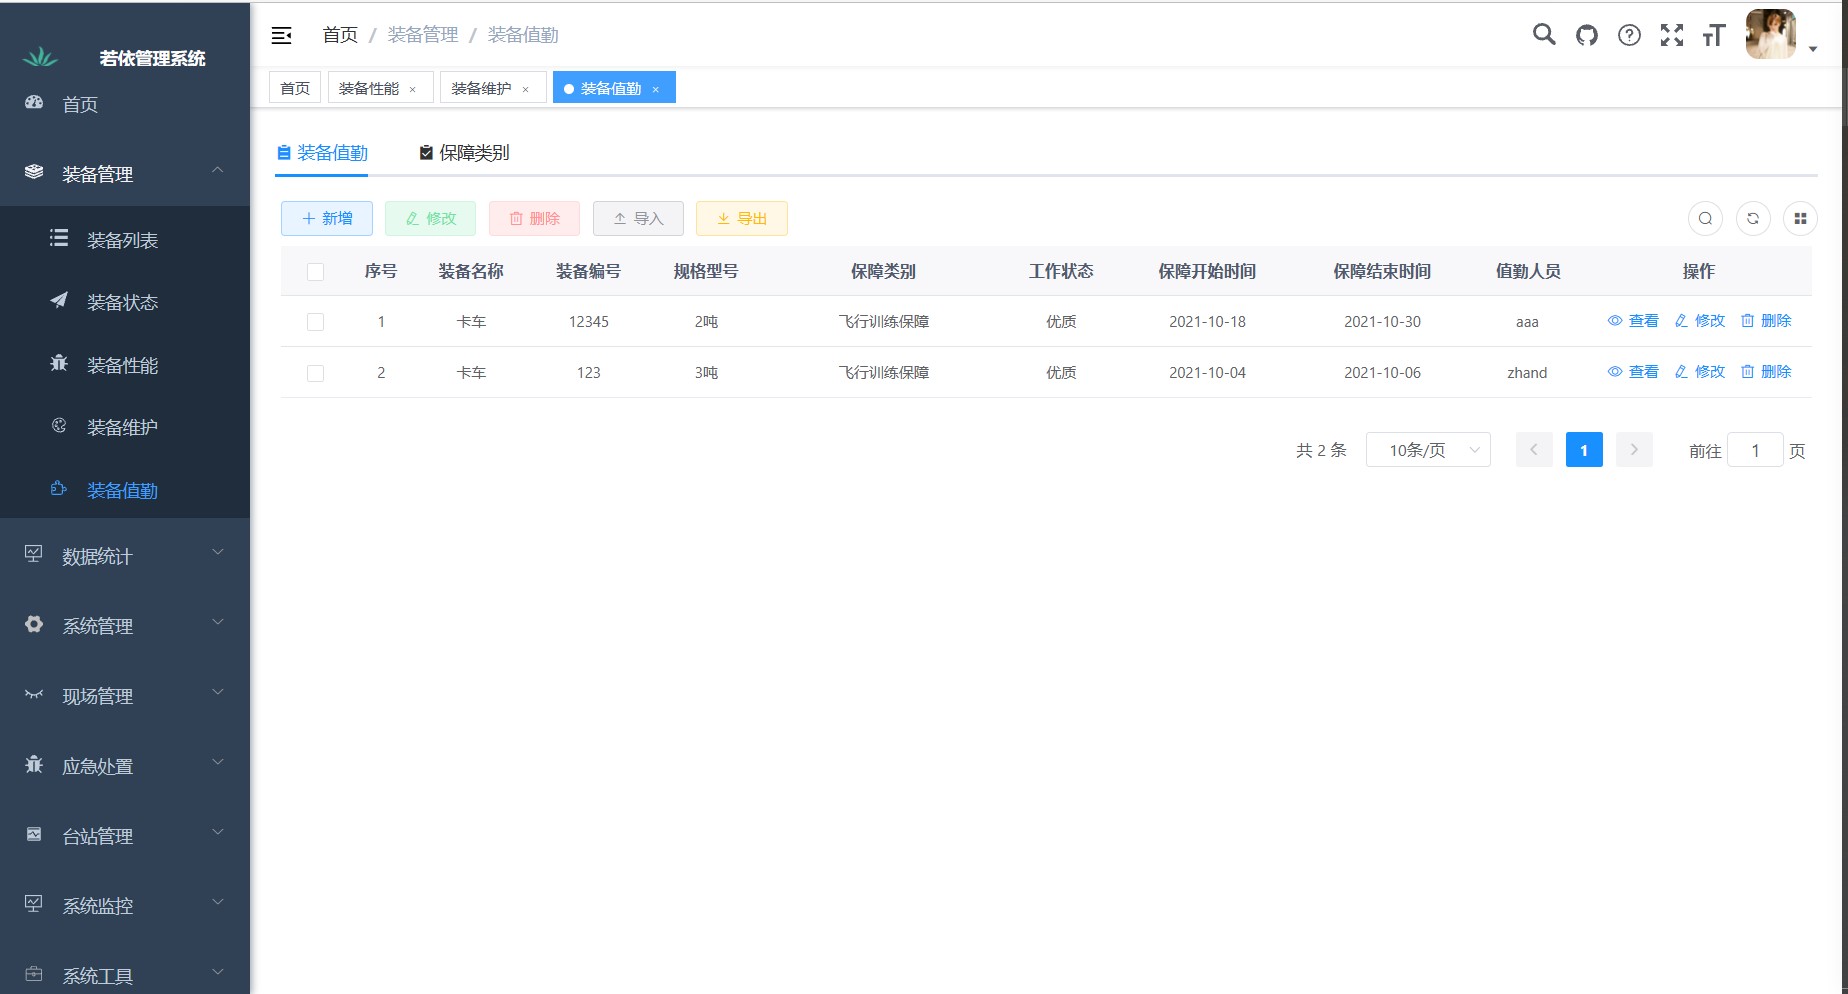 若依管理系统
首页
装备管理
装备列表
装备状态
装备性能
装备维护
装备值勤
数据统计
系统管理
现场管理
应急处置
台站管理
系统监控
系统工具
首页 / 装备管理 / 装备值勤
首页 装备性能 × 装备维护 × 装备值勤 ×
装备值勤 保障类别
新增 修改 删除 导入 导出
序号 装备名称 装备编号 规格型号 保障类别 工作状态 保障开始时间 保障结束时间 值勤人员 操作
1 卡车 12345 2吨 飞行训练保障 优质 2021-10-18 2021-10-30 aaa 查看 修改 删除
2 卡车 123 3吨 飞行训练保障 优质 2021-10-04 2021-10-06 zhand 查看 修改 删除
共 2 条 10条/页 1 前往 1 页